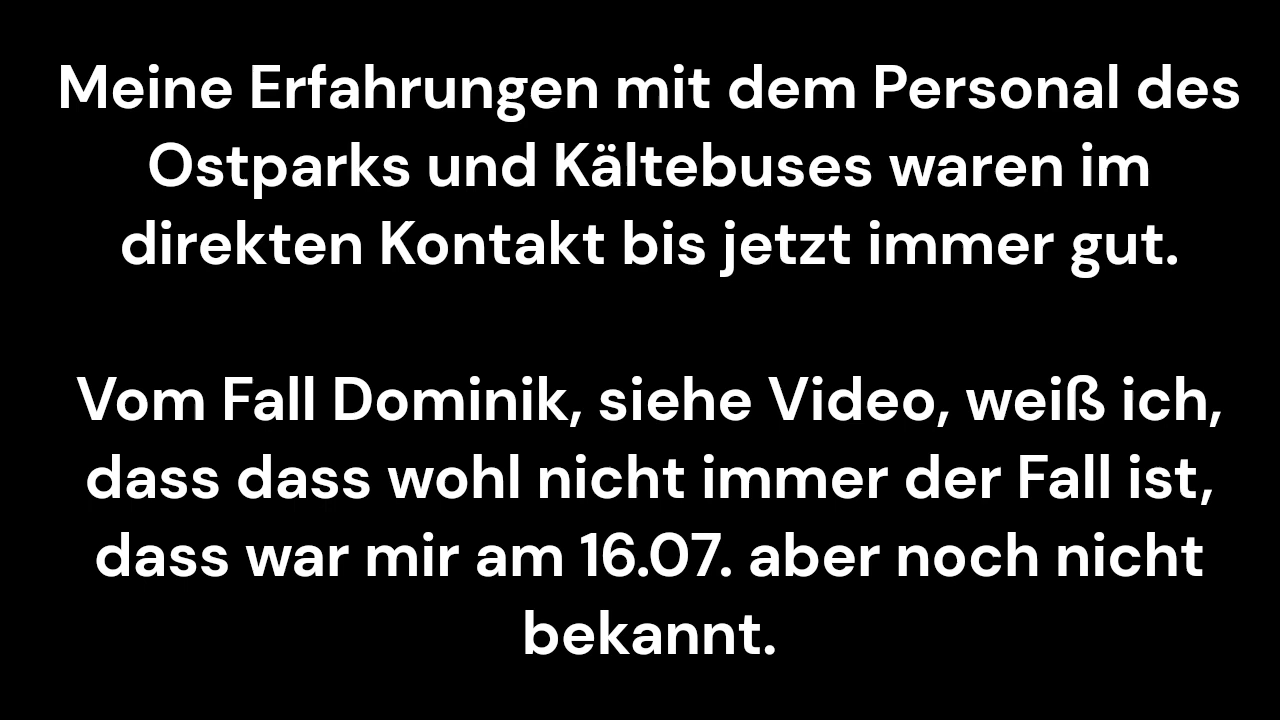 Meine Erfahrungen mit dem Personal des
Ostparks und Kältebuses waren im
direkten Kontakt bis jetzt immer gut.
Vom Fall Dominik, siehe Video, weiß ich,
dass dass wohl nicht immer der Fall ist,
dass war mir am 16.07. aber noch nicht
bekannt.